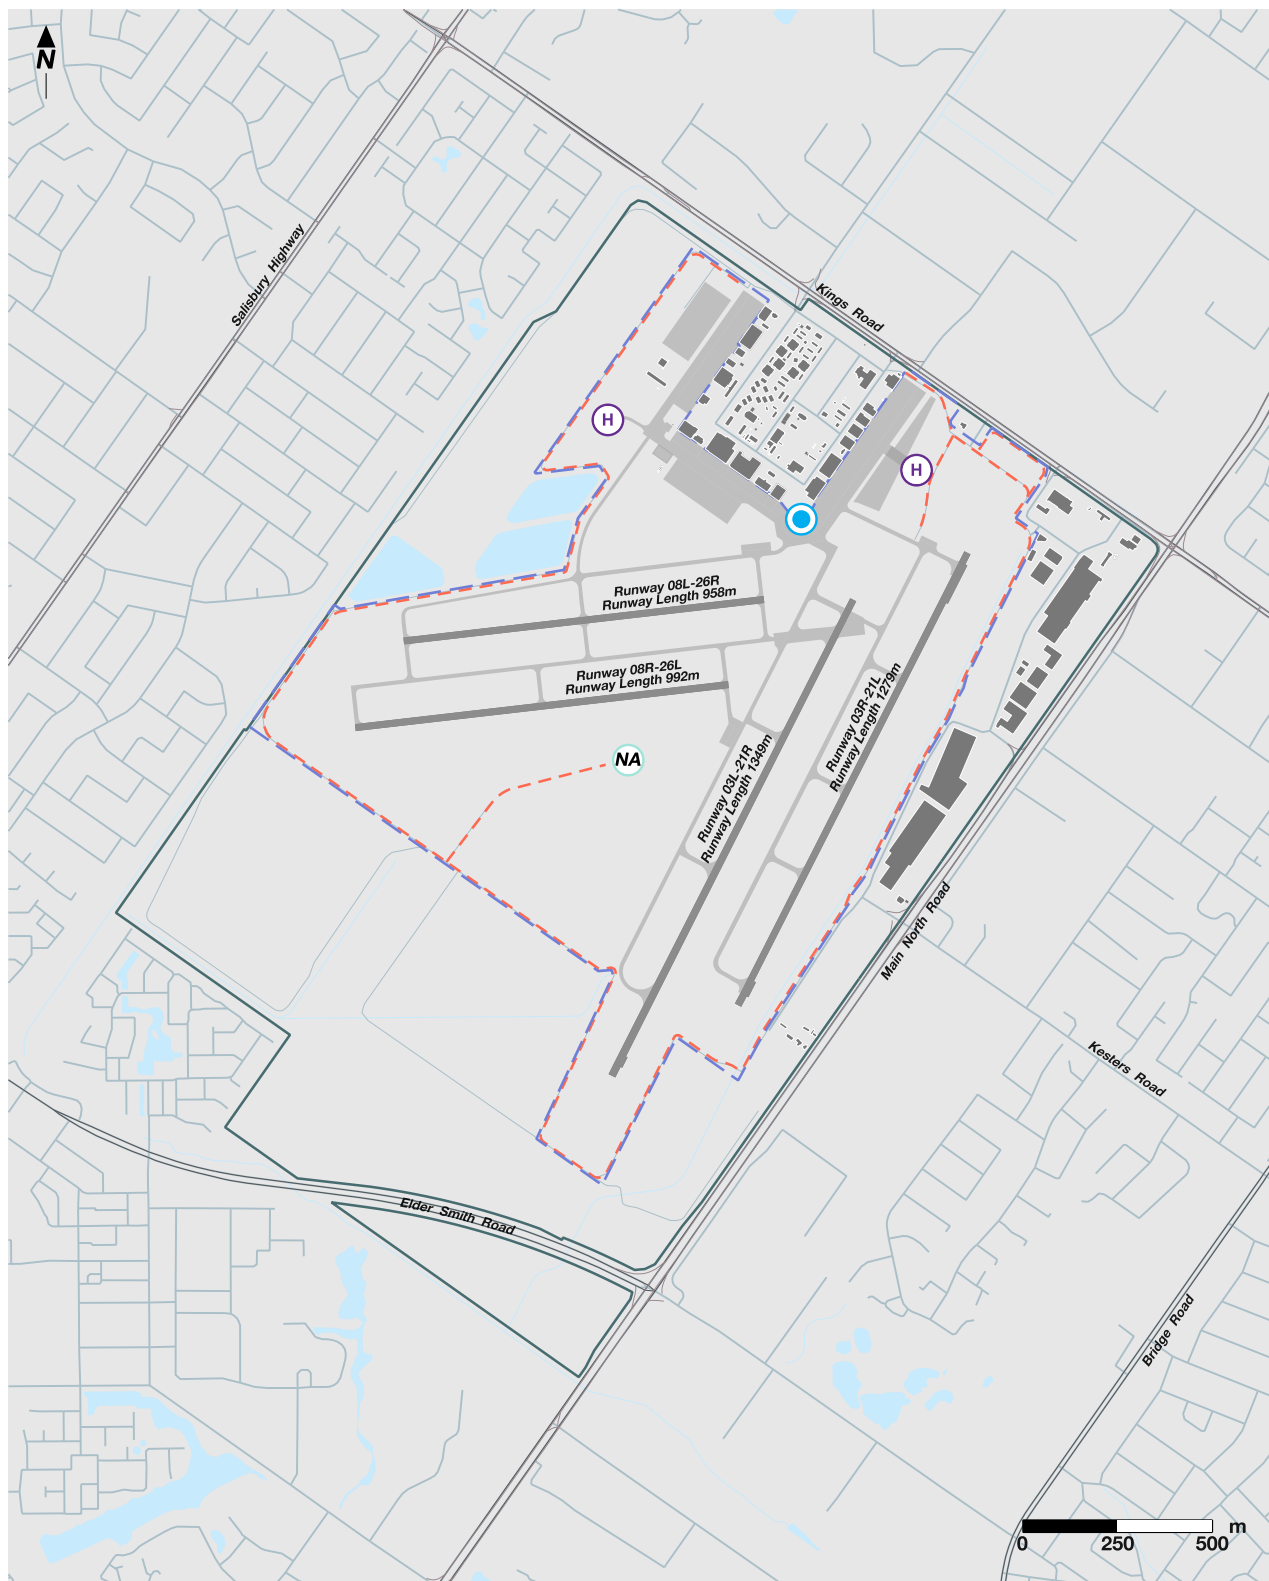 N
Salisbury Highway
Kings Road
H
H
Runway 08L-26R
Runway Length 958m
Runway 08R-26L
Runway Length 992m
Runway 03R-21L
Runway Length 1279m
NA
Runway 03L-21R
Runway Length 1349m
Main North Road
Kesters Road
Elder Smith Road
Bridge Road
m
0 250 500